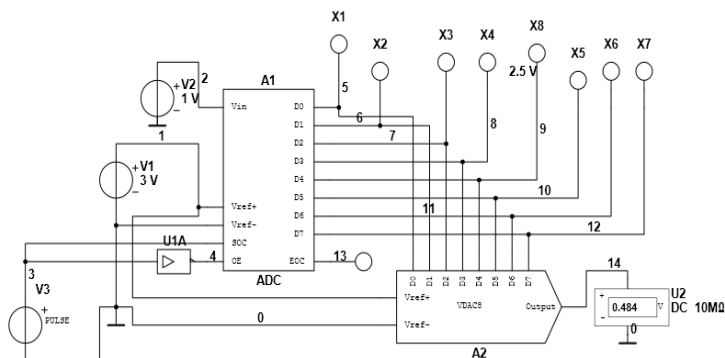 X1
X2
X3
X4
X8
X5
X6
X7
2.5 V
A1
V2
1 V
2
1
V1
3 V
Vin
D0
D1
D2
D3
D4
D5
D6
D7
Vref+
Vref-
SOC
OE
EOC
ADC
5
6
7
8
9
10
11
12
13
U1A
4
3
V3
PULSE
0
D0 D1 D2 D3 D4 D5 D6 D7
Vref+
VDAC8
Output
Vref-
A2
14
U2
0.484
V
DC 10MΩ
0